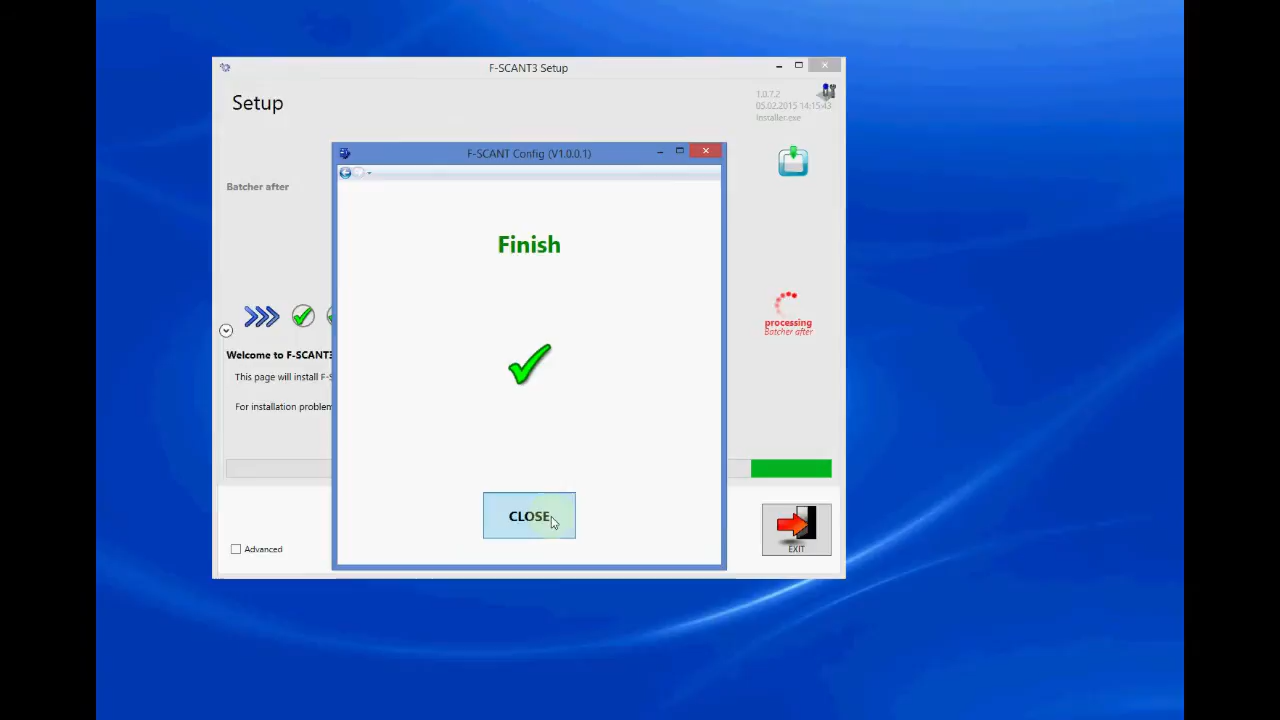 F-SCANT3 Setup
Setup
1.0.7.2
05.02.2015 14:15:43
Installer.exe
F-SCANT Config (V1.0.0.1)
Batcher after
Finish
processing
Batcher after
Welcome to F-SCANT3
This page will install F-S
For installation problem
CLOSE
EXIT
Advanced